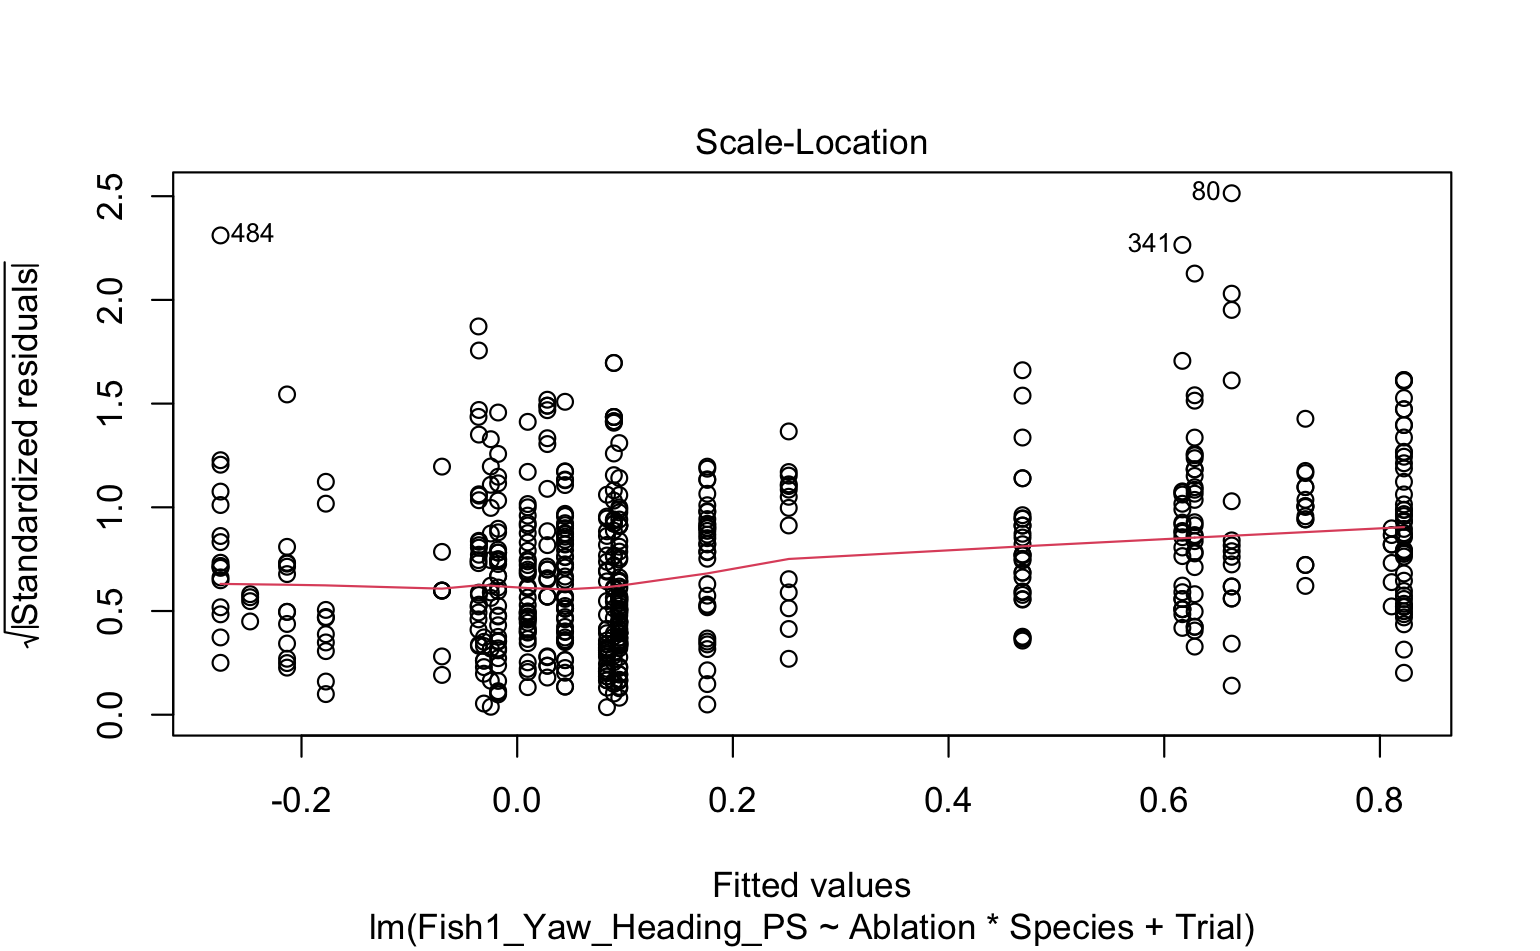 Scale-Location
√|Standardized residuals|
2.5
2.0
1.5
1.0
0.5
0.0
484
80
341
-0.2 0.0 0.2 0.4 0.6 0.8
Fitted values
lm(Fish1_Yaw_Heading_PS ~ Ablation * Species + Trial)